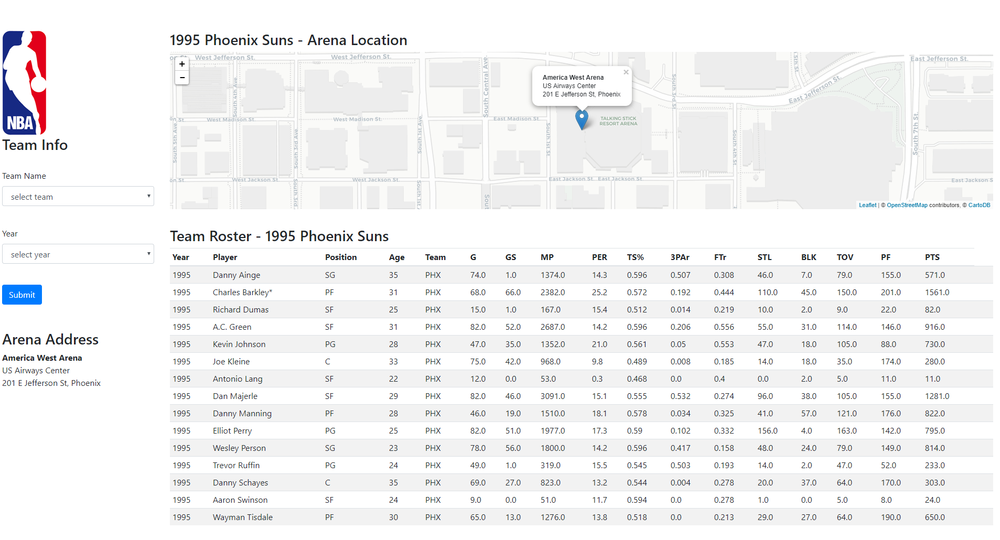 NBA
Team Info
Team Name
select team
Year
select year
Submit
Arena Address
America West Arena
US Airways Center
201 E Jefferson St, Phoenix
1995 Phoenix Suns - Arena Location
+
−
West Jefferson St.
West Jefferson St.
East Jefferson St.
East Jefferson St.
America West Arena
US Airways Center
201 E Jefferson St, Phoenix
×
TALKING STICK
RESORT ARENA
West Madison St.
West Madison St.
East Madison St.
West Jackson St
West Jackson St.
East Jackson St.
East Jackson St.
East Jackson S
South 5th Ave
South 4th Ave
South 3rd Ave
South 3rd
South 1st Ave
South 1st A
South Central Ave.
South 1st St
South 3rd St
South 4th St
South 7th St.
Leaflet | © OpenStreetMap contributors, © CartoDB
Team Roster - 1995 Phoenix Suns
Year Player Position Age Team G GS MP PER TS% 3PAr FTr STL BLK TOV PF PTS
1995 Danny Ainge SG 35 PHX 74.0 1.0 1374.0 14.3 0.596 0.507 0.308 46.0 7.0 79.0 155.0 571.0
1995 Charles Barkley* PF 31 PHX 68.0 66.0 2382.0 25.2 0.572 0.192 0.444 110.0 45.0 150.0 201.0 1561.0
1995 Richard Dumas SF 25 PHX 15.0 1.0 167.0 15.4 0.512 0.014 0.219 10.0 2.0 9.0 22.0 82.0
1995 A.C. Green SF 31 PHX 82.0 52.0 2687.0 14.2 0.596 0.206 0.556 55.0 31.0 114.0 146.0 916.0
1995 Kevin Johnson PG 28 PHX 47.0 35.0 1352.0 21.0 0.561 0.05 0.553 47.0 18.0 105.0 88.0 730.0
1995 Joe Kleine C 33 PHX 75.0 42.0 968.0 9.8 0.489 0.008 0.185 14.0 18.0 35.0 174.0 280.0
1995 Antonio Lang SF 22 PHX 12.0 0.0 53.0 0.3 0.468 0.0 0.4 0.0 2.0 5.0 11.0 11.0
1995 Dan Majerle SF 29 PHX 82.0 46.0 3091.0 15.1 0.555 0.532 0.274 96.0 38.0 105.0 155.0 1281.0
1995 Danny Manning PF 28 PHX 46.0 19.0 1510.0 18.1 0.578 0.034 0.325 41.0 57.0 121.0 176.0 822.0
1995 Elliot Perry PG 25 PHX 82.0 51.0 1977.0 17.3 0.59 0.102 0.332 156.0 4.0 163.0 142.0 795.0
1995 Wesley Person SG 23 PHX 78.0 56.0 1800.0 14.2 0.596 0.417 0.158 48.0 24.0 79.0 149.0 814.0
1995 Trevor Ruffin PG 24 PHX 49.0 1.0 319.0 15.5 0.545 0.503 0.193 14.0 2.0 47.0 52.0 233.0
1995 Danny Schayes C 35 PHX 69.0 27.0 823.0 13.2 0.544 0.004 0.278 20.0 37.0 64.0 170.0 303.0
1995 Aaron Swinson SF 24 PHX 9.0 0.0 51.0 11.7 0.594 0.0 0.278 1.0 0.0 5.0 8.0 24.0
1995 Wayman Tisdale PF 30 PHX 65.0 13.0 1276.0 13.8 0.518 0.0 0.213 29.0 27.0 64.0 190.0 650.0